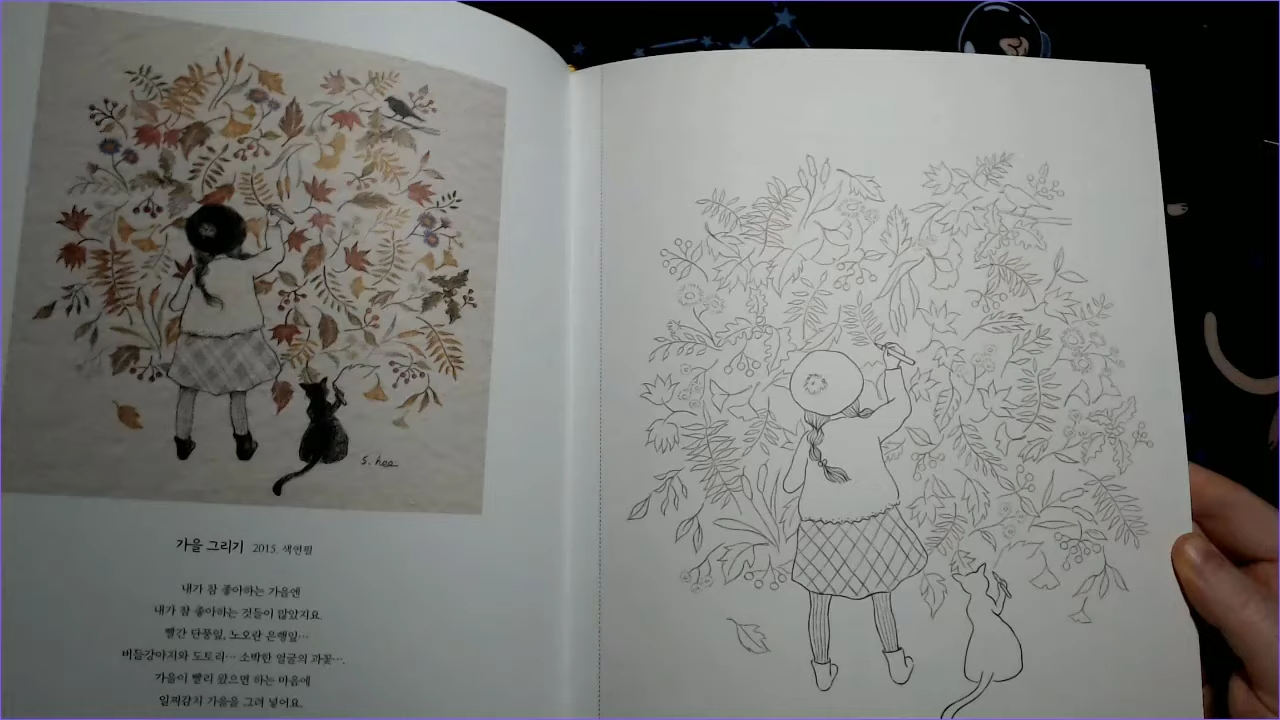 s. hee
가을 그리기 2015. 색연필
내가 참 좋아하는 가을엔
내가 참 좋아하는 것들이 많았지요.
빨간 단풍잎, 노오란 은행잎…
버들강아지와 도토리… 소박한 얼굴의 과꽃….
가을이 빨리 왔으면 하는 마음에
일찌감치 가을을 그려 넣어요.